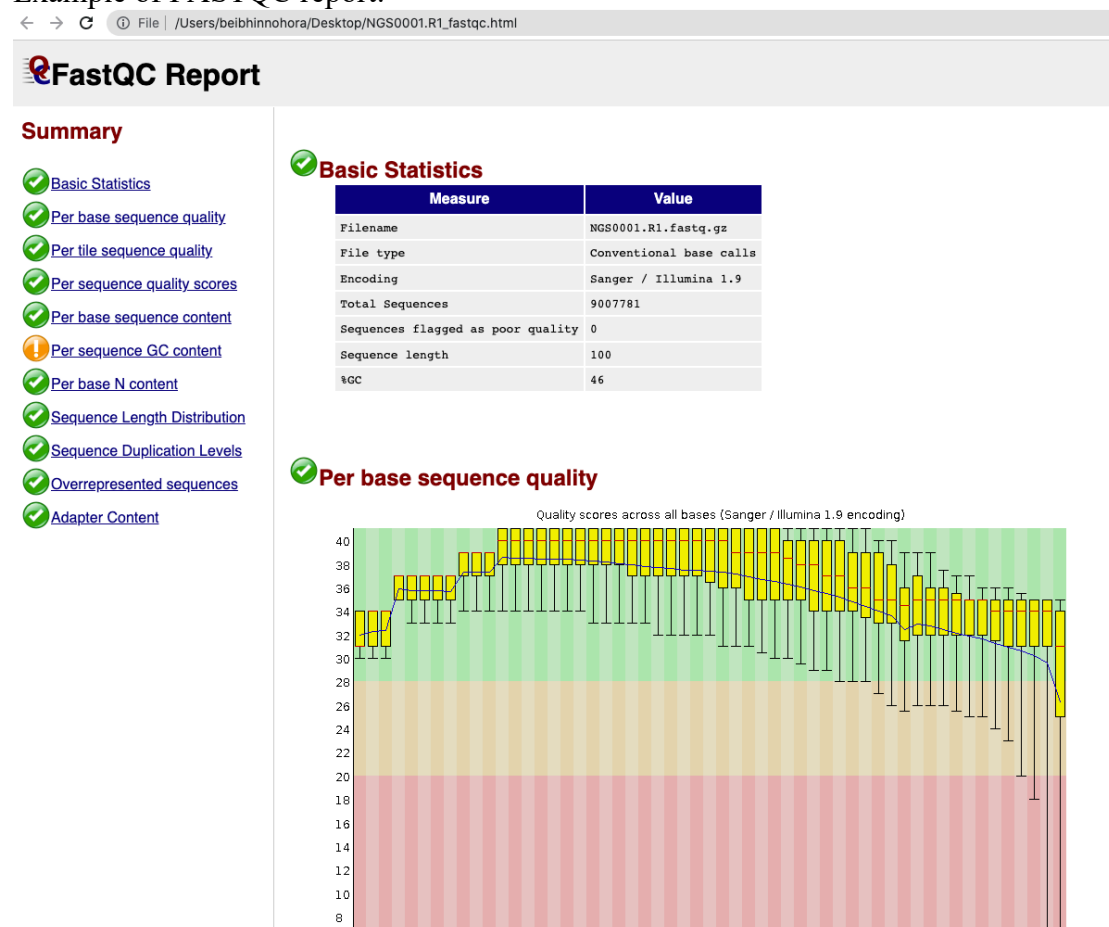 Example of FASTQC report:
File | /Users/beibhinnohora/Desktop/NGS0001.R1_fastqc.html
FastQC Report
Summary
Basic Statistics
Per base sequence quality
Per tile sequence quality
Per sequence quality scores
Per base sequence content
Per sequence GC content
Per base N content
Sequence Length Distribution
Sequence Duplication Levels
Overrepresented sequences
Adapter Content
Basic Statistics
Measure Value
Filename NGS0001.R1.fastq.gz
File type Conventional base calls
Encoding Sanger / Illumina 1.9
Total Sequences 9007781
Sequences flagged as poor quality 0
Sequence length 100
%GC 46
Per base sequence quality
Quality scores across all bases (Sanger / Illumina 1.9 encoding)
40
38
36
34
32
30
28
26
24
22
20
18
16
14
12
10
8